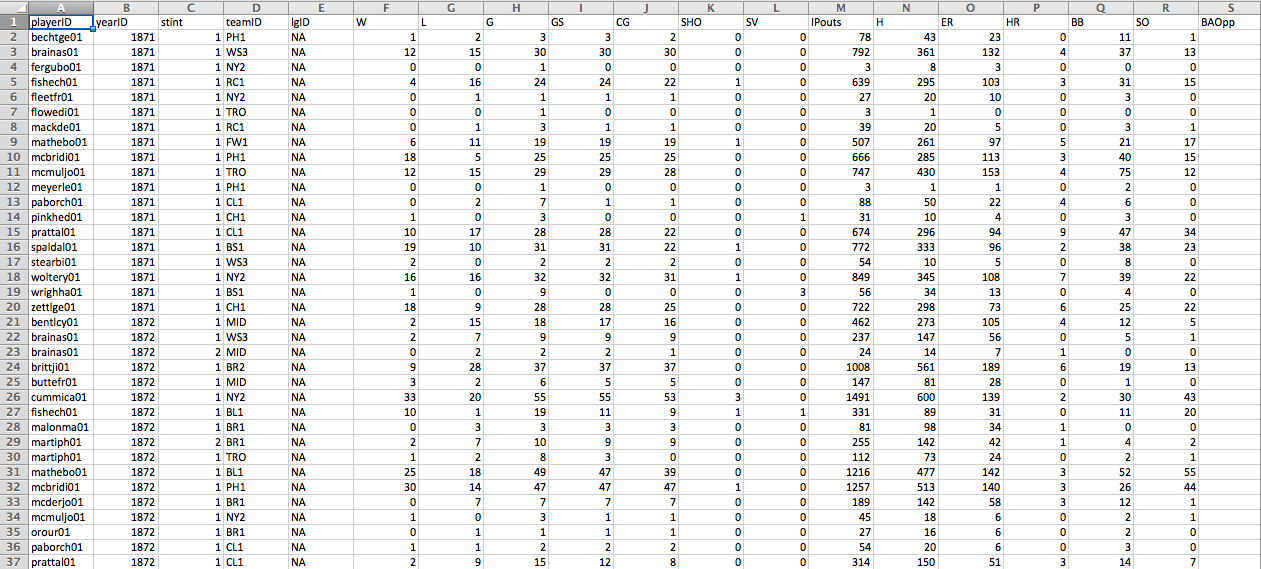 A B C D E F G H I J K L M N O P Q R S
1 playerID yearID stint teamID lgID W L G GS CG SHO SV IPouts H ER HR BB SO BAOpp
2 bechtge01 1871 1 PH1 NA 1 2 3 3 2 0 0 78 43 23 0 11 1
3 brainas01 1871 1 WS3 NA 12 15 30 30 30 0 0 792 361 132 4 37 13
4 fergubo01 1871 1 NY2 NA 0 0 1 0 0 0 0 3 8 3 0 0 0
5 fishech01 1871 1 RC1 NA 4 16 24 24 22 1 0 639 295 103 3 31 15
6 fleetfr01 1871 1 NY2 NA 0 1 1 1 1 0 0 27 20 10 0 3 0
7 flowedi01 1871 1 TRO NA 0 0 1 0 0 0 0 3 1 0 0 0 0
8 mackde01 1871 1 RC1 NA 0 1 3 1 1 0 0 39 20 5 0 3 1
9 mathebo01 1871 1 FW1 NA 6 11 19 19 19 1 0 507 261 97 5 21 17
10 mcbridi01 1871 1 PH1 NA 18 5 25 25 25 0 0 666 285 113 3 40 15
11 mcmuljo01 1871 1 TRO NA 12 15 29 29 28 0 0 747 430 153 4 75 12
12 meyerle01 1871 1 PH1 NA 0 0 1 0 0 0 0 3 1 1 0 2 0
13 paborch01 1871 1 CL1 NA 0 2 7 1 1 0 0 88 50 22 4 6 0
14 pinkhed01 1871 1 CH1 NA 1 0 3 0 0 0 1 31 10 4 0 3 0
15 prattal01 1871 1 CL1 NA 10 17 28 28 22 0 0 674 296 94 9 47 34
16 spaldal01 1871 1 BS1 NA 19 10 31 31 22 1 0 772 333 96 2 38 23
17 stearbi01 1871 1 WS3 NA 2 0 2 2 2 0 0 54 10 5 0 8 0
18 woltery01 1871 1 NY2 NA 16 16 32 32 31 1 0 849 345 108 7 39 22
19 wrighha01 1871 1 BS1 NA 1 0 9 0 0 0 3 56 34 13 0 4 0
20 zettlge01 1871 1 CH1 NA 18 9 28 28 25 0 0 722 298 73 6 25 22
21 bentlcy01 1872 1 MID NA 2 15 18 17 16 0 0 462 273 105 4 12 5
22 brainas01 1872 1 WS3 NA 2 7 9 9 9 0 0 237 147 56 0 5 1
23 brainas01 1872 2 MID NA 0 2 2 2 1 0 0 24 14 7 1 0 0
24 brittji01 1872 1 BR2 NA 9 28 37 37 37 0 0 1008 561 189 6 19 13
25 buttefr01 1872 1 MID NA 3 2 6 5 5 0 0 147 81 28 0 1 0
26 cummica01 1872 1 NY2 NA 33 20 55 55 53 3 0 1491 600 139 2 30 43
27 fishech01 1872 1 BL1 NA 10 1 19 11 9 1 1 331 89 31 0 11 20
28 malonma01 1872 1 BR1 NA 0 3 3 3 3 0 0 81 98 34 1 0 0
29 martiph01 1872 2 BR1 NA 2 7 10 9 9 0 0 255 142 42 1 4 2
30 martiph01 1872 1 TRO NA 1 2 8 3 0 0 0 112 73 24 0 2 1
31 mathebo01 1872 1 BL1 NA 25 18 49 47 39 0 0 1216 477 142 3 52 55
32 mcbridi01 1872 1 PH1 NA 30 14 47 47 47 1 0 1257 513 140 3 26 44
33 mcderjo01 1872 1 BR1 NA 0 7 7 7 7 0 0 189 142 58 3 12 1
34 mcmuljo01 1872 1 NY2 NA 1 0 3 1 1 0 0 45 18 6 0 2 1
35 orour01 1872 1 BR1 NA 0 1 1 1 1 0 0 27 16 6 0 2 0
36 paborch01 1872 1 CL1 NA 1 1 2 2 2 0 0 54 20 6 0 3 0
37 prattal01 1872 1 CL1 NA 2 9 15 12 8 0 0 314 150 51 3 14 7